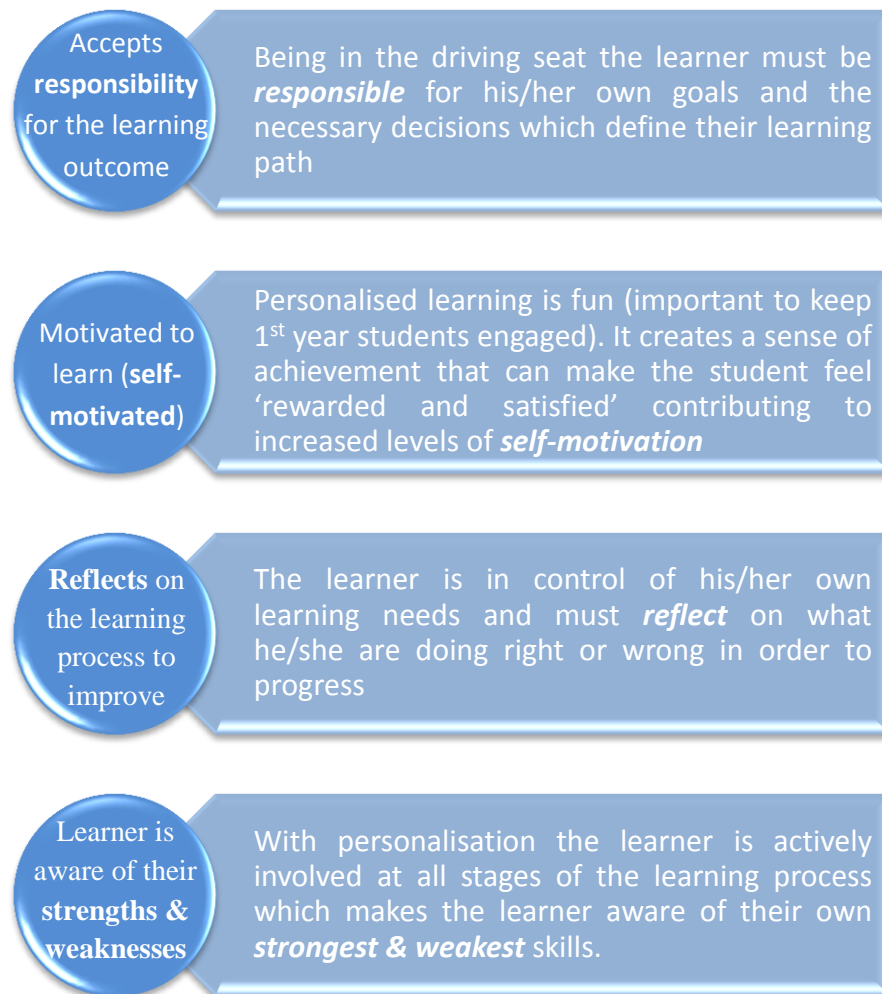 Accepts
responsibility
for the learning
outcome
Being in the driving seat the learner must be
responsible for his/her own goals and the
necessary decisions which define their learning
path
Motivated to
learn (self-
motivated)
Personalised learning is fun (important to keep
1st year students engaged). It creates a sense of
achievement that can make the student feel
‘rewarded and satisfied’ contributing to
increased levels of self-motivation
Reflects on
the learning
process to
improve
The learner is in control of his/her own
learning needs and must reflect on what
he/she are doing right or wrong in order to
progress
Learner is
aware of their
strengths &
weaknesses
With personalisation the learner is actively
involved at all stages of the learning process
which makes the learner aware of their own
strongest & weakest skills.